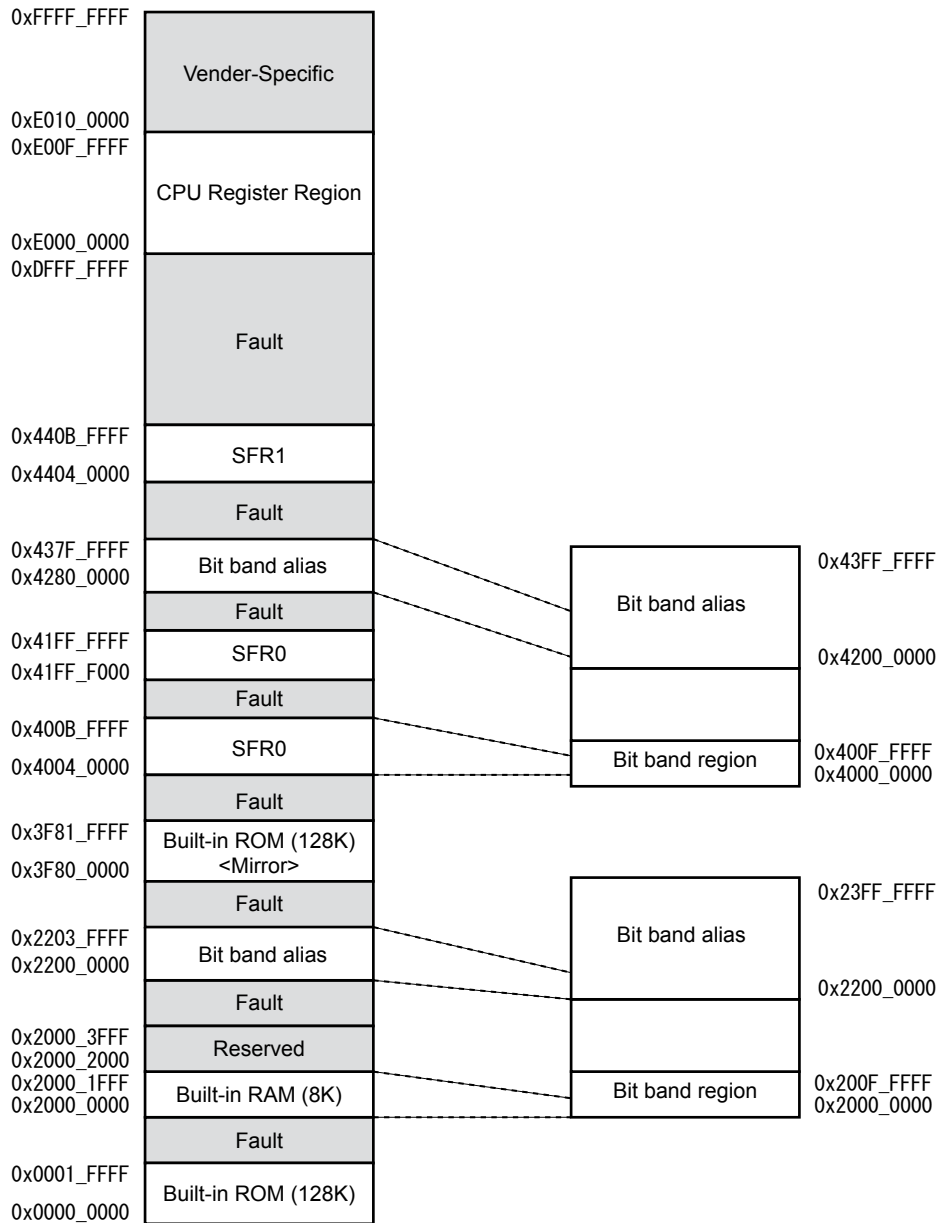 0xFFFF_FFFF
Vender-Specific
0xE010_0000
0xE00F_FFFF
CPU Register Region
0xE000_0000
0xDFFF_FFFF
Fault
0x440B_FFFF
SFR1
0x4404_0000
Fault
0x437F_FFFF
Bit band alias
0x4280_0000
Fault
0x41FF_FFFF
SFR0
0x41FF_F000
Fault
0x400B_FFFF
SFR0
0x4004_0000
Fault
0x3F81_FFFF
Built-in ROM (128K)
<Mirror>
0x3F80_0000
Fault
0x2203_FFFF
Bit band alias
0x2200_0000
Fault
0x2000_3FFF
Reserved
0x2000_2000
0x2000_1FFF
Built-in RAM (8K)
0x2000_0000
Fault
0x0001_FFFF
Built-in ROM (128K)
0x0000_0000
0x43FF_FFFF
Bit band alias
0x4200_0000
Bit band region
0x400F_FFFF
0x4000_0000
0x23FF_FFFF
Bit band alias
0x2200_0000
Bit band region
0x200F_FFFF
0x2000_0000